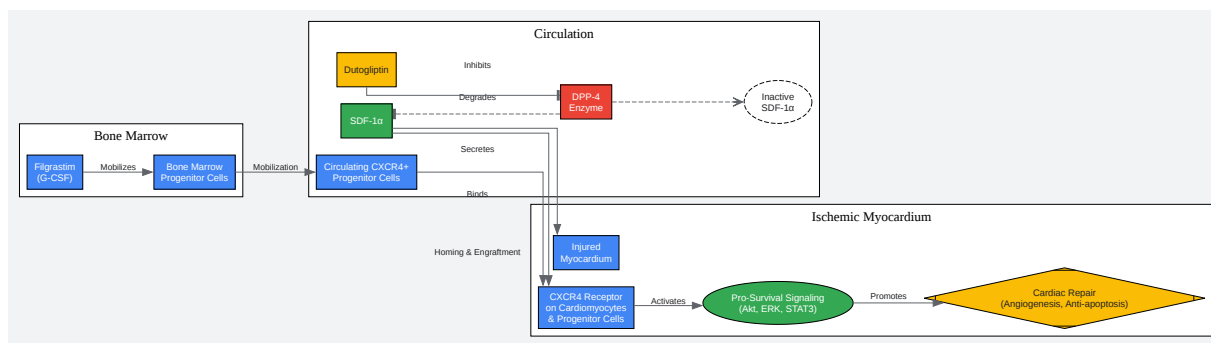 Circulation
Dutogliptin
Inhibits
Degrades
DPP-4
Enzyme
Inactive
SDF-1α
SDF-1α
Bone Marrow
Filgrastim
(G-CSF)
Mobilizes
Bone Marrow
Progenitor Cells
Mobilization
Secretes
Circulating CXCR4+
Progenitor Cells
Binds
Ischemic Myocardium
Homing & Engraftment
Injured
Myocardium
CXCR4 Receptor
on Cardiomyocytes
& Progenitor Cells
Activates
Pro-Survival Signaling
(Akt, ERK, STAT3)
Promotes
Cardiac Repair
(Angiogenesis, Anti-apoptosis)